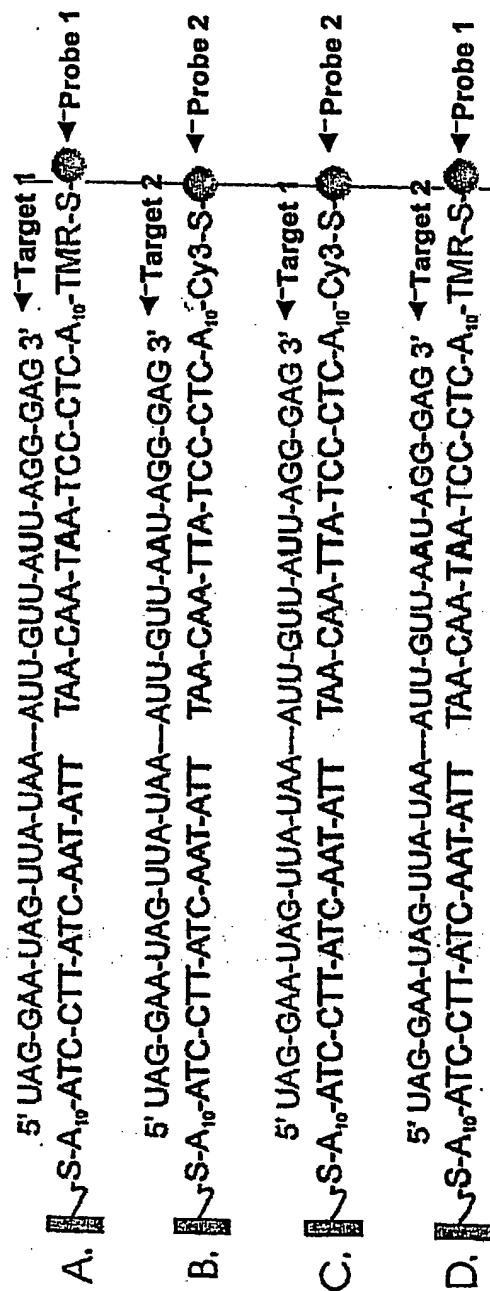 5' UAG-GAA-UAG-UUA-UAA---AUU-GUU-AUU-AGG-GAG 3' Target 1
A. S-A10-ATC-CTT-ATC-AAT-ATT TAA-CAA-TAA-TCC-CTC-A10-TMR-S- Probe 1
5' UAG-GAA-UAG-UUA-UAA---AUU-GUU-AAU-AGG-GAG 3' Target 2
B. S-A10-ATC-CTT-ATC-AAT-ATT TAA-CAA-TTA-TCC-CTC-A10-Cy3-S- Probe 2
5' UAG-GAA-UAG-UUA-UAA---AUU-GUU-AUU-AGG-GAG 3' Target 1
C. S-A10-ATC-CTT-ATC-AAT-ATT TAA-CAA-TTA-TCC-CTC-A10-Cy3-S- Probe 2
5' UAG-GAA-UAG-UUA-UAA---AUU-GUU-AAU-AGG-GAG 3' Target 2
D. S-A10-ATC-CTT-ATC-AAT-ATT TAA-CAA-TAA-TCC-CTC-A10-TMR-S- Probe 1